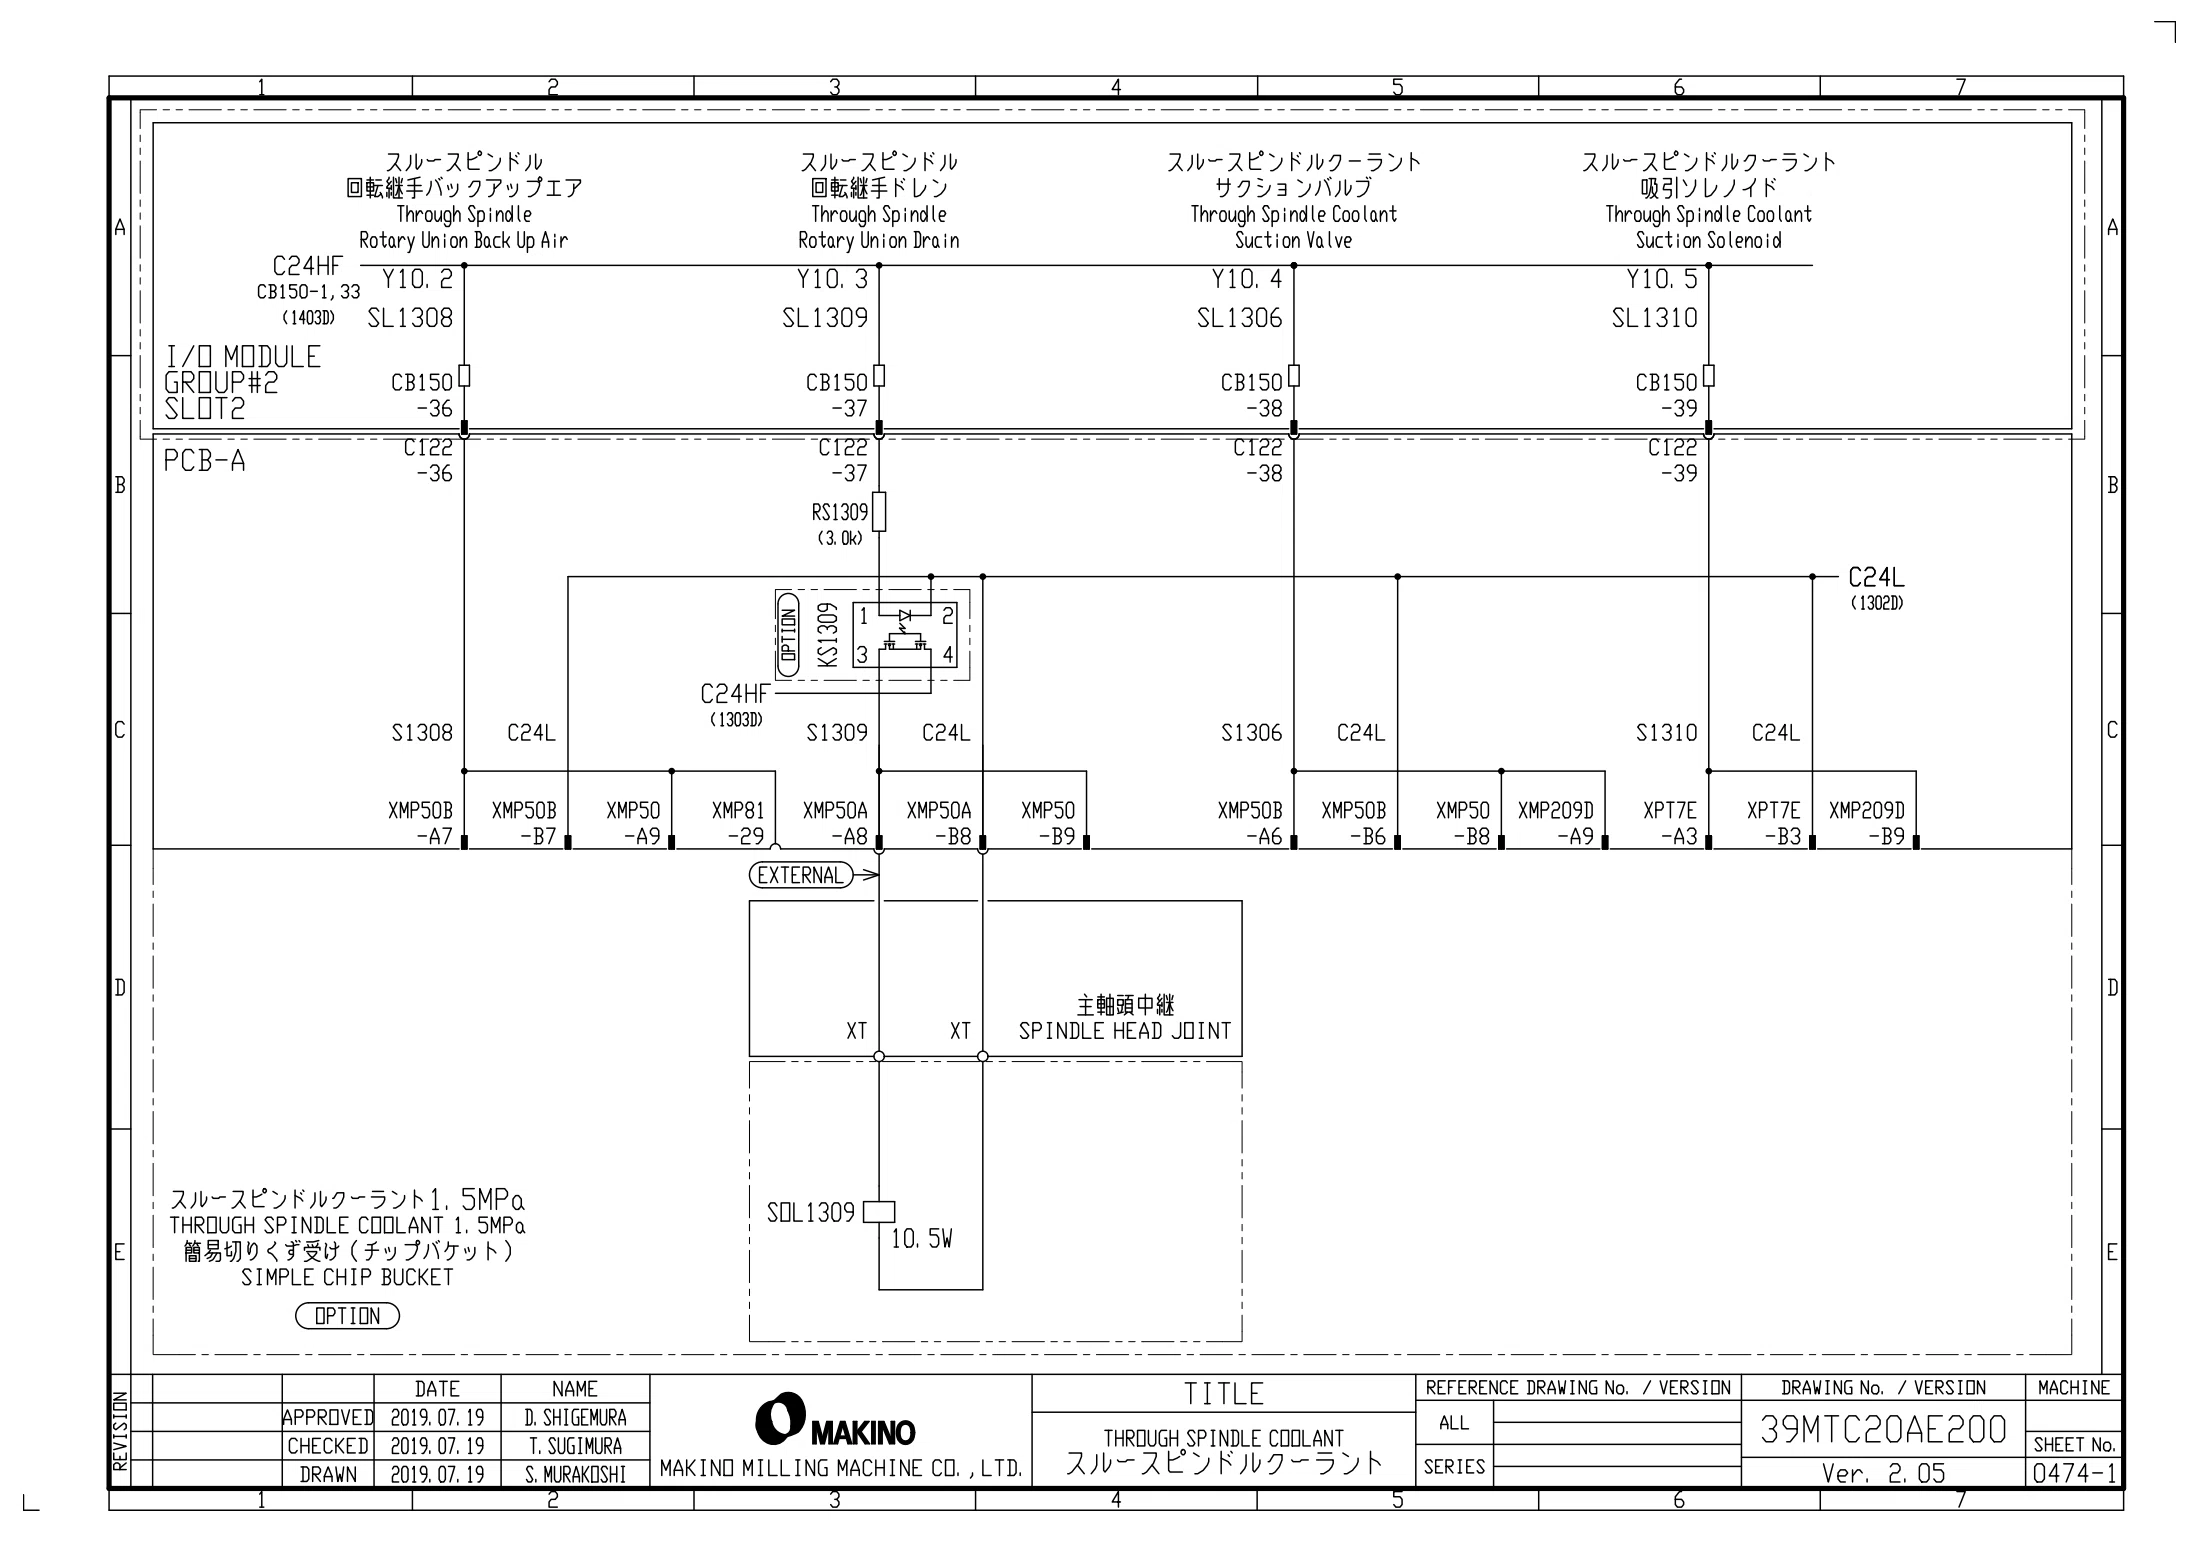 1 2 3 4 5 6 7
スルースピンドル
回転継手バックアップエア
Through Spindle
Rotary Union Back Up Air
スルースピンドル
回転継手ドレン
Through Spindle
Rotary Union Drain
スルースピンドルクーラント
サクションバルブ
Through Spindle Coolant
Suction Valve
スルースピンドルクーラント
吸引ソレノイド
Through Spindle Coolant
Suction Solenoid
A A
C24HF
CB150-1,33
(1403D)
Y10. 2 Y10. 3 Y10. 4 Y10. 5
SL1308 SL1309 SL1306 SL1310
I/O MODULE
GROUP#2
SLOT2
CB150 CB150 CB150 CB150
-36 -37 -38 -39
PCB-A
C122 C122 C122 C122
-36 -37 -38 -39
B B
RS1309
(3. 0k)
C24L
(1302D)
OPTION
KS1309
1 2
3 4
C24HF
(1303D)
C C
S1308 C24L S1309 C24L S1306 C24L S1310 C24L
XMP50B XMP50B XMP50 XMP81 XMP50A XMP50A XMP50 XMP50B XMP50B XMP50 XMP209D XPT7E XPT7E XMP209D
-A7 -B7 -A9 -29 -A8 -B8 -B9 -A6 -B6 -B8 -A9 -A3 -B3 -B9
EXTERNAL
D D
主軸頭中継
XT XT SPINDLE HEAD JOINT
SOL1309
10. 5W
スルースピンドルクーラント1. 5MPa
THROUGH SPINDLE COOLANT 1. 5MPa
簡易切りくず受け(チップバケット)
SIMPLE CHIP BUCKET
OPTION
E E
REVISION
DATE NAME
APPROVED 2019. 07. 19 D. SHIGEMURA
CHECKED 2019. 07. 19 T. SUGIMURA
DRAWN 2019. 07. 19 S. MURAKOSHI
MAKINO
MAKINO MILLING MACHINE CO. ,LTD.
TITLE
THROUGH SPINDLE COOLANT
スルースピンドルクーラント
REFERENCE DRAWING No. / VERSION
ALL
SERIES
DRAWING No. / VERSION
39MTC20AE200
Ver. 2. 05
MACHINE
SHEET No.
0474-1
1 2 3 4 5 6 7